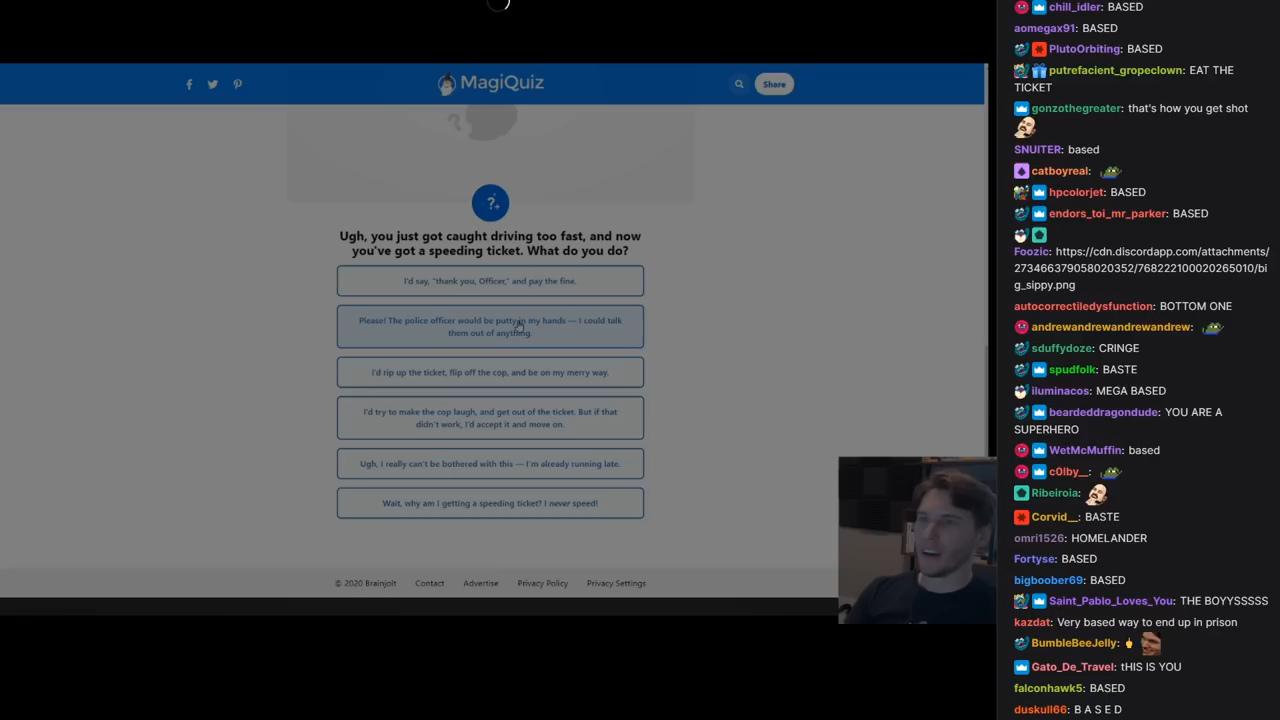 MagiQuiz
Share
Ugh, you just got caught driving too fast, and now
you've got a speeding ticket. What do you do?
I'd say, "thank you, Officer," and pay the fine.
Please! The police officer would be putty in my hands — I could talk
them out of anything.
I'd rip up the ticket, flip off the cop, and be on my merry way.
I'd try to make the cop laugh, and get out of the ticket. But if that
didn't work, I'd accept it and move on.
Ugh, I really can't be bothered with this — I'm already running late.
Wait, why am I getting a speeding ticket? I never speed!
© 2020 Brainjolt Contact Advertise Privacy Policy Privacy Settings
chill_idler: BASED
aomegax91: BASED
PlutoOrbiting: BASED
putrefacient_gropeclown: EAT THE
TICKET
gonzothegreater: that's how you get shot
SNUITER: based
catboyreal:
hpcolorjet: BASED
endors_toi_mr_parker: BASED
Foozic: https://cdn.discordapp.com/attachments/
273466379058020352/768222100020265010/bi
g_sippy.png
autocorrectiledysfunction: BOTTOM ONE
andrewandrewandrewandrew:
sduffydoze: CRINGE
spudfolk: BASTE
iluminacos: MEGA BASED
beardeddragondude: YOU ARE A
SUPERHERO
WetMcMuffin: based
c0lby__:
Ribeiroia:
Corvid__: BASTE
omri1526: HOMELANDER
Fortyse: BASED
bigboober69: BASED
Saint_Pablo_Loves_You: THE BOYYSSSSS
kazdat: Very based way to end up in prison
BumbleBeeJelly:
Gato_De_Travel: tHIS IS YOU
falconhawk5: BASED
duskull66: B A S E D